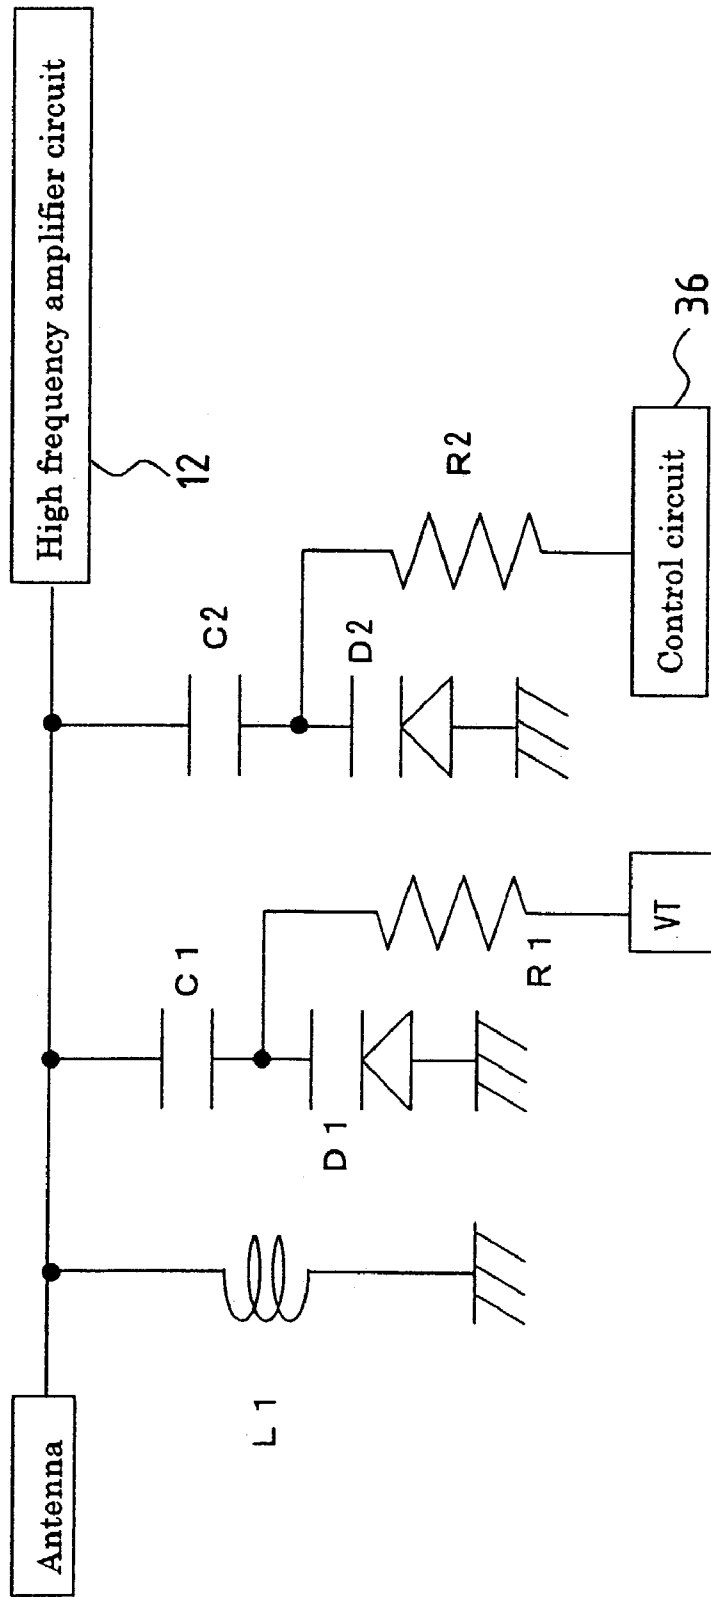 Antenna
High frequency amplifier circuit
12
L1
C1
D1
R1
VT
C2
D2
R2
Control circuit
36